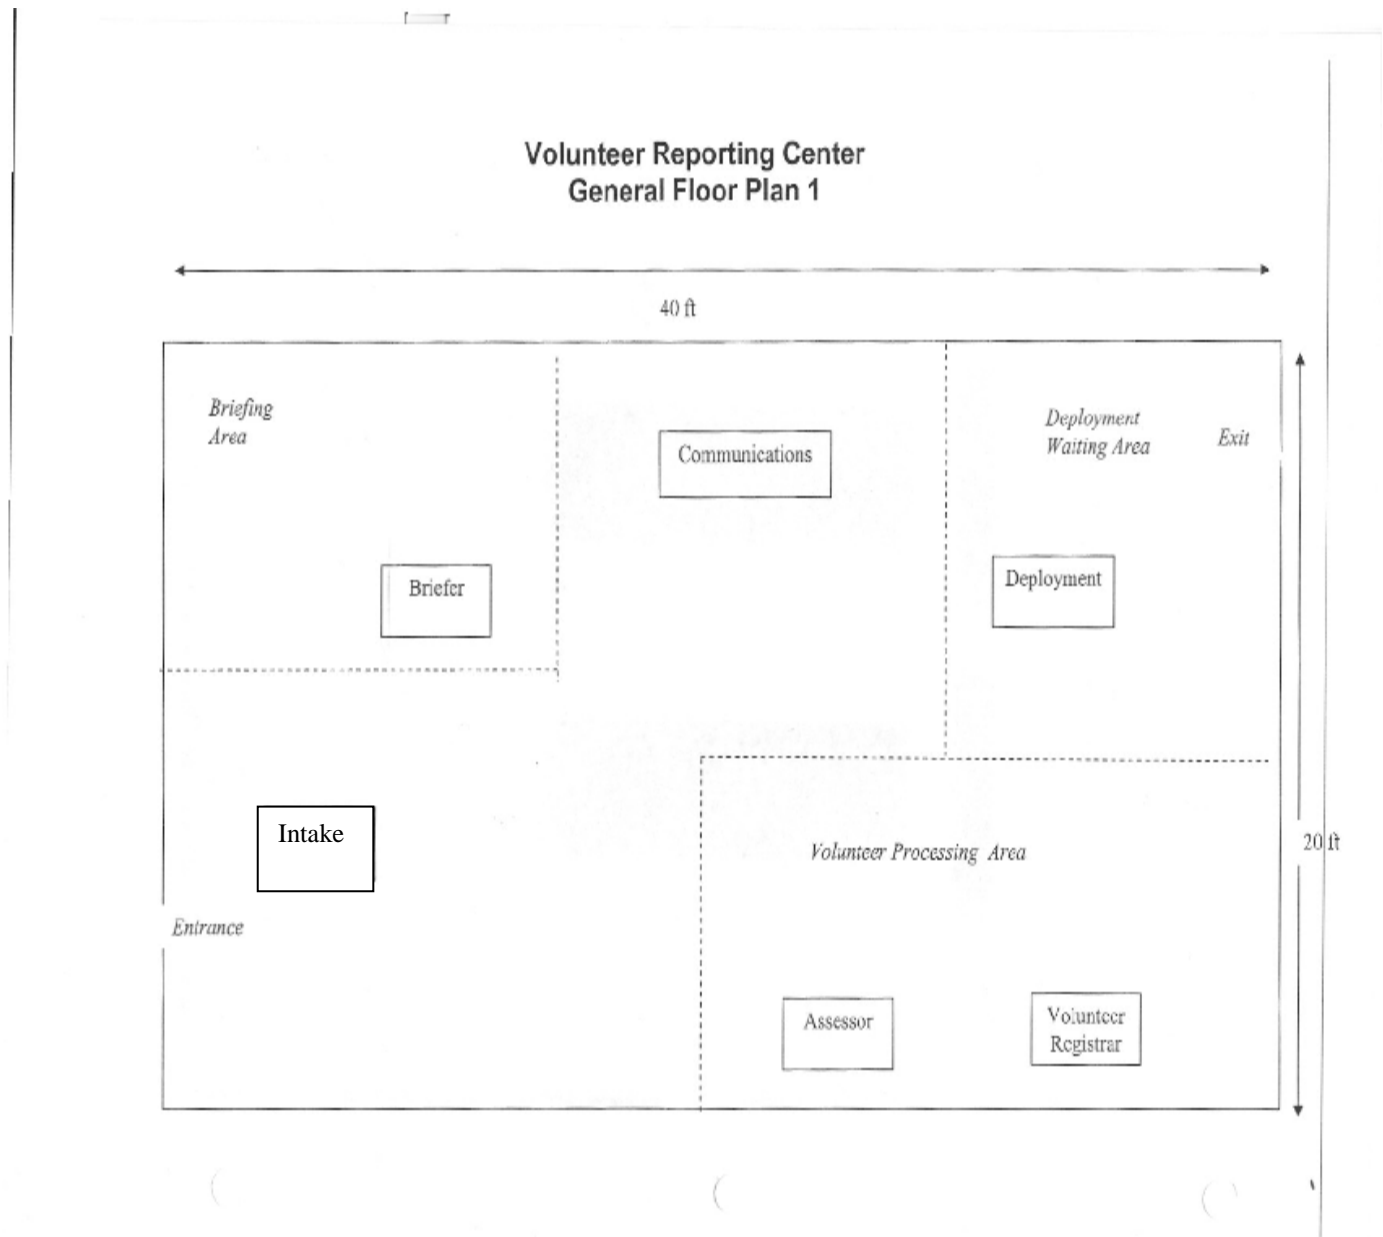 Volunteer Reporting Center
General Floor Plan 1
40 ft
Briefing
Area
Communications
Deployment
Waiting Area
Exit
Briefer
Deployment
Intake
Volunteer Processing Area
20 ft
Entrance
Assessor
Volunteer
Registrar